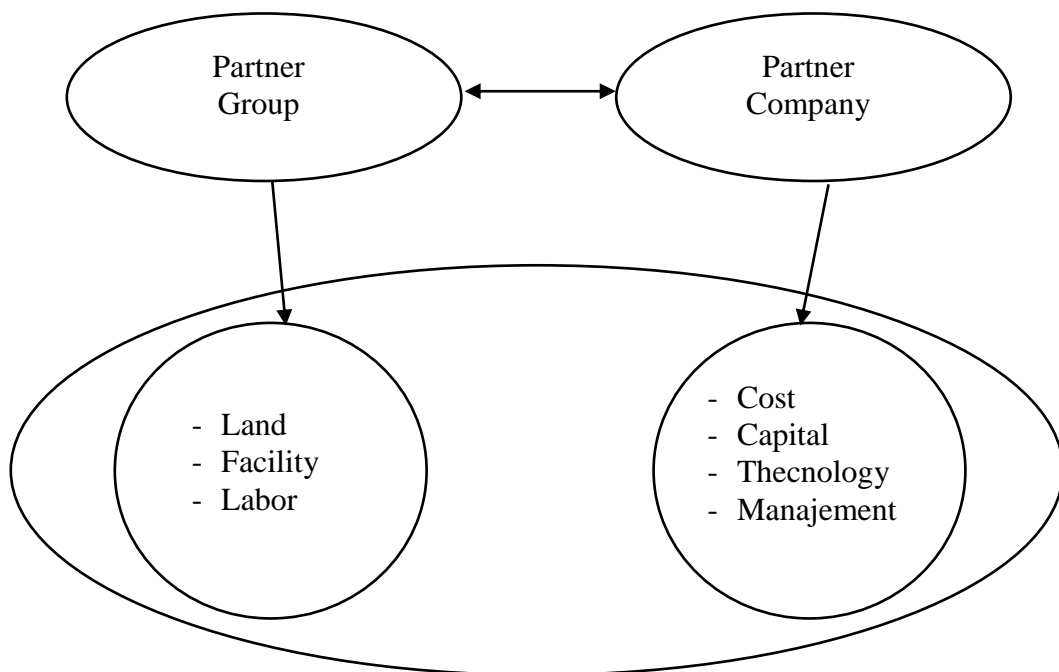 Partner
Group
Partner
Company
- Land
- Facility
- Labor
- Cost
- Capital
- Thecnology
- Manajement